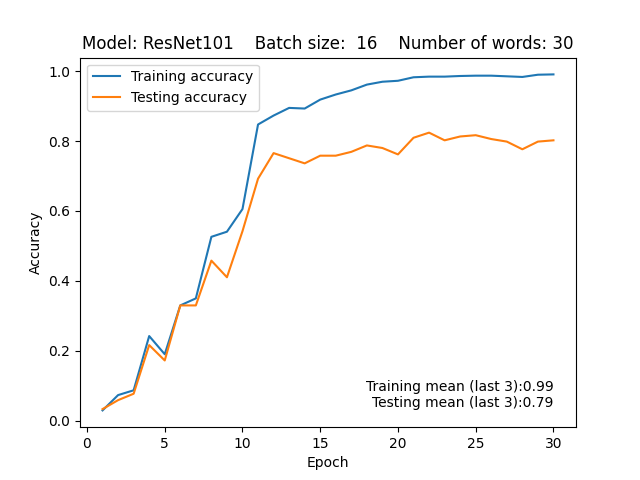 Model: ResNet101    Batch size:  16    Number of words: 30
Training accuracy
Testing accuracy
1.0
0.8
0.6
0.4
0.2
0.0
Accuracy
Training mean (last 3):0.99
Testing mean (last 3):0.79
0 5 10 15 20 25 30
Epoch